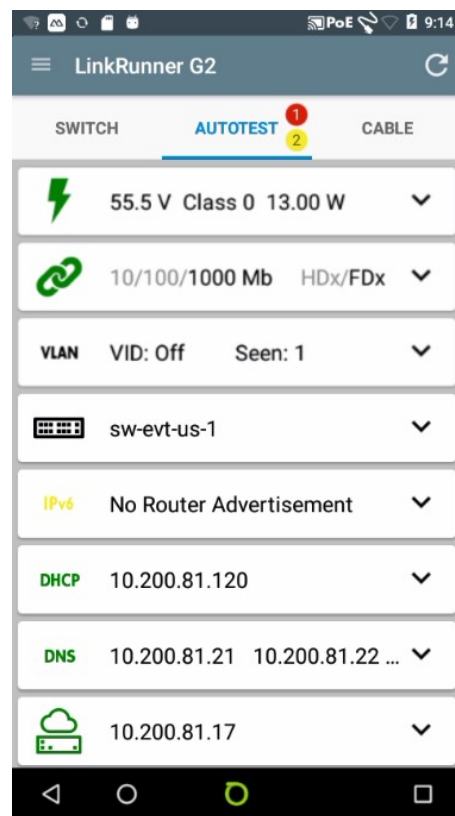 PoE 9:14
LinkRunner G2
SWITCH AUTOTEST 1 2 CABLE
55.5 V Class 0 13.00 W
10/100/1000 Mb HDx/FDx
VLAN VID: Off Seen: 1
sw-evt-us-1
IPv6 No Router Advertisement
DHCP 10.200.81.120
DNS 10.200.81.21 10.200.81.22 ...
10.200.81.17